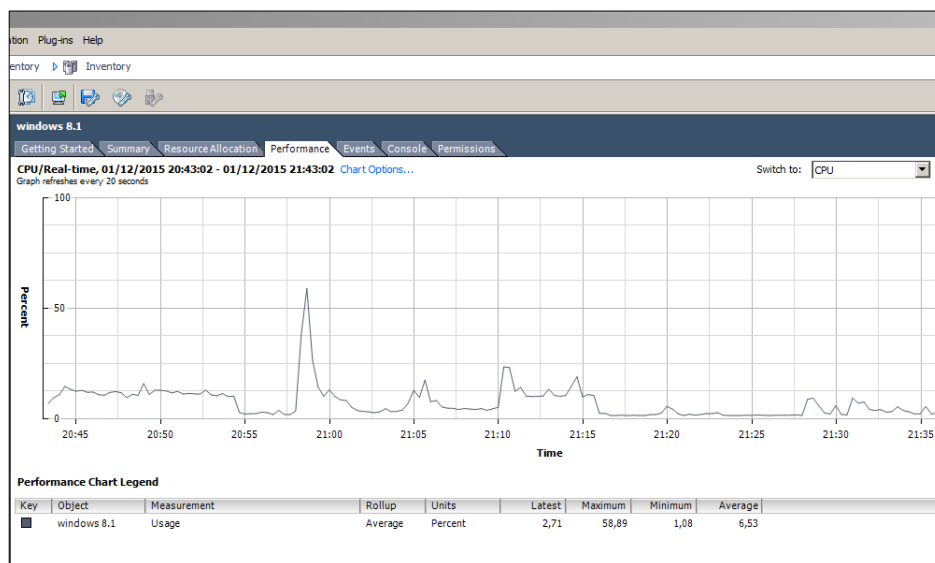 Plug-ins Help
Inventory
windows 8.1
Getting Started Summary Resource Allocation Performance Events Console Permissions
CPU/Real-time, 01/12/2015 20:43:02 - 01/12/2015 21:43:02 Chart Options... Switch to: CPU
Graph refreshes every 20 seconds
100
Percent
50
0
20:45 20:50 20:55 21:00 21:05 21:10 21:15 21:20 21:25 21:30 21:35
Time
Performance Chart Legend
Key Object Measurement Rollup Units Latest Maximum Minimum Average
windows 8.1 Usage Average Percent 2,71 58,89 1,08 6,53